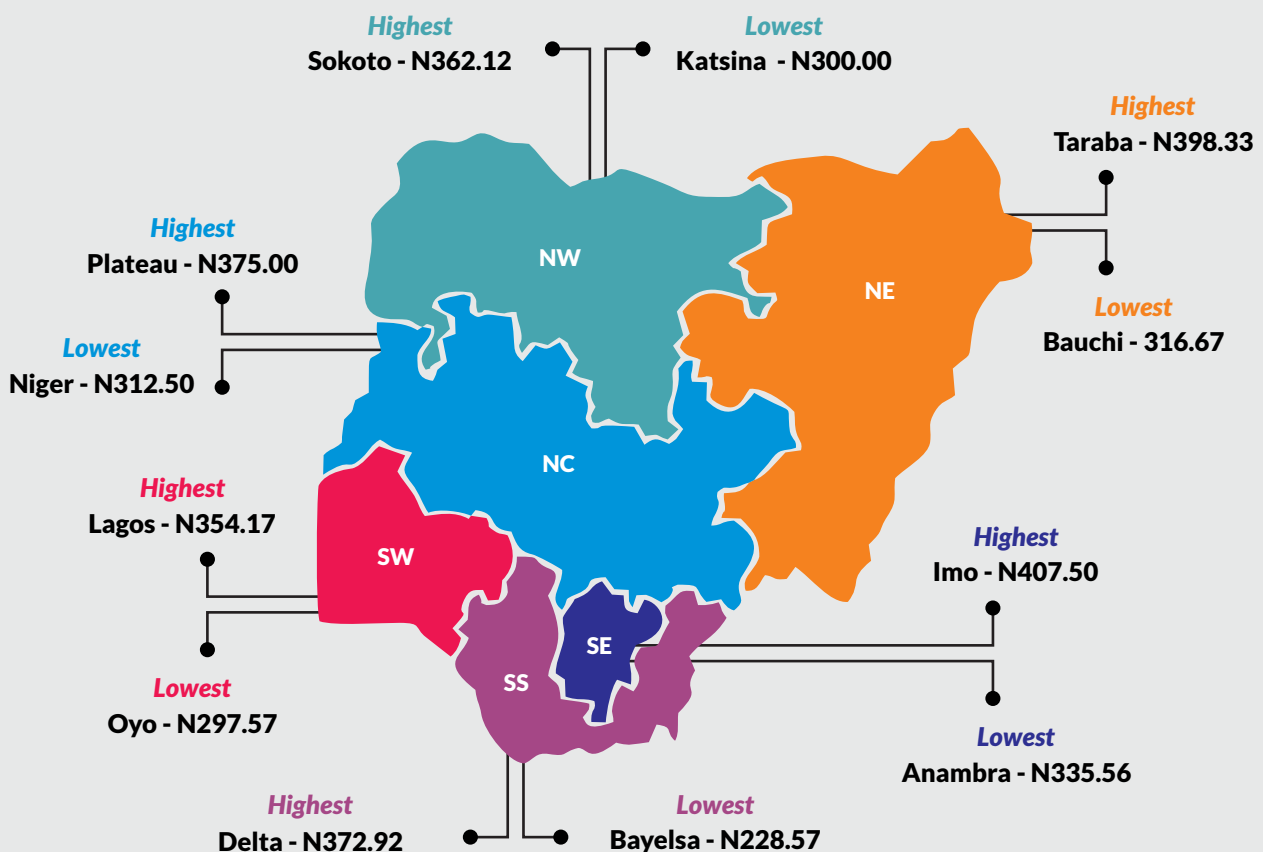 Highest
Sokoto - N362.12
Lowest
Katsina - N300.00
Highest
Taraba - N398.33
Highest
Plateau - N375.00
NW
NE
Lowest
Bauchi - 316.67
Lowest
Niger - N312.50
NC
Highest
Lagos - N354.17
SW
Highest
Imo - N407.50
SE
SS
Lowest
Oyo - N297.57
Lowest
Anambra - N335.56
Highest
Delta - N372.92
Lowest
Bayelsa - N228.57